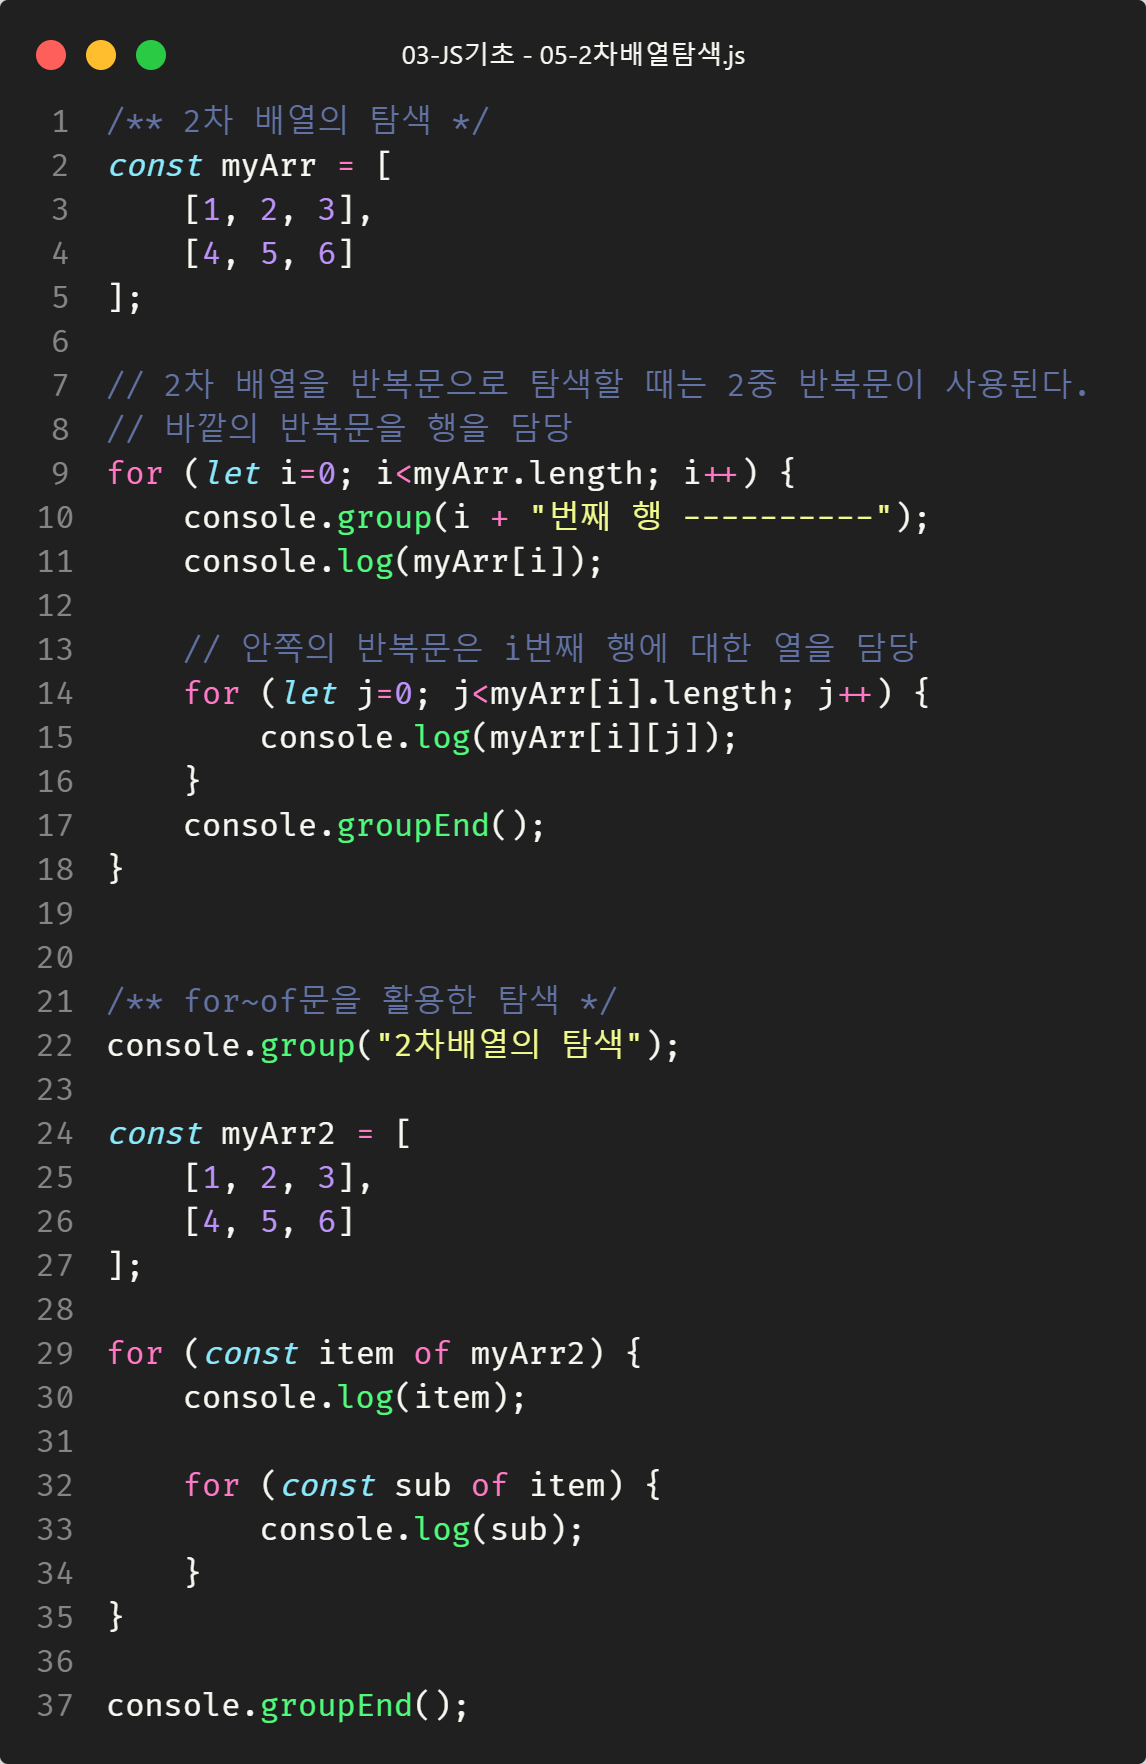 03-JS기초 - 05-2차배열탐색.js
1 /** 2차 배열의 탐색 */
2 const myArr = [
3     [1, 2, 3],
4     [4, 5, 6]
5 ];
6
7 // 2차 배열을 반복문으로 탐색할 때는 2중 반복문이 사용된다.
8 // 바깥의 반복문을 행을 담당
9 for (let i=0; i<myArr.length; i++) {
10     console.group(i + "번째 행 ----------");
11     console.log(myArr[i]);
12
13     // 안쪽의 반복문은 i번째 행에 대한 열을 담당
14     for (let j=0; j<myArr[i].length; j++) {
15         console.log(myArr[i][j]);
16     }
17     console.groupEnd();
18 }
19
20
21 /** for~of문을 활용한 탐색 */
22 console.group("2차배열의 탐색");
23
24 const myArr2 = [
25     [1, 2, 3],
26     [4, 5, 6]
27 ];
28
29 for (const item of myArr2) {
30     console.log(item);
31
32     for (const sub of item) {
33         console.log(sub);
34     }
35 }
36
37 console.groupEnd();